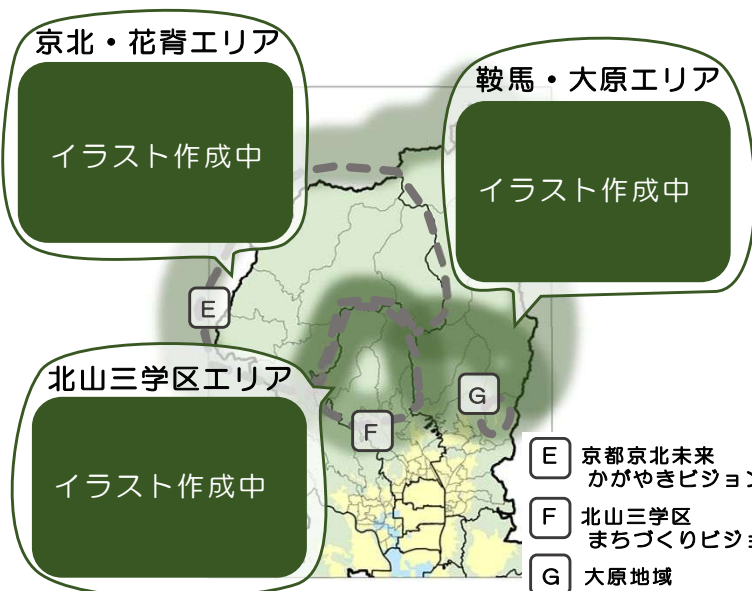 京北・花脊エリア
イラスト作成中
鞍馬・大原エリア
イラスト作成中
E
北山三学区エリア
イラスト作成中
G
F
E 京都京北未来
かがやきビジョン
F 北山三学区
まちづくりビジョ
G 大原地域